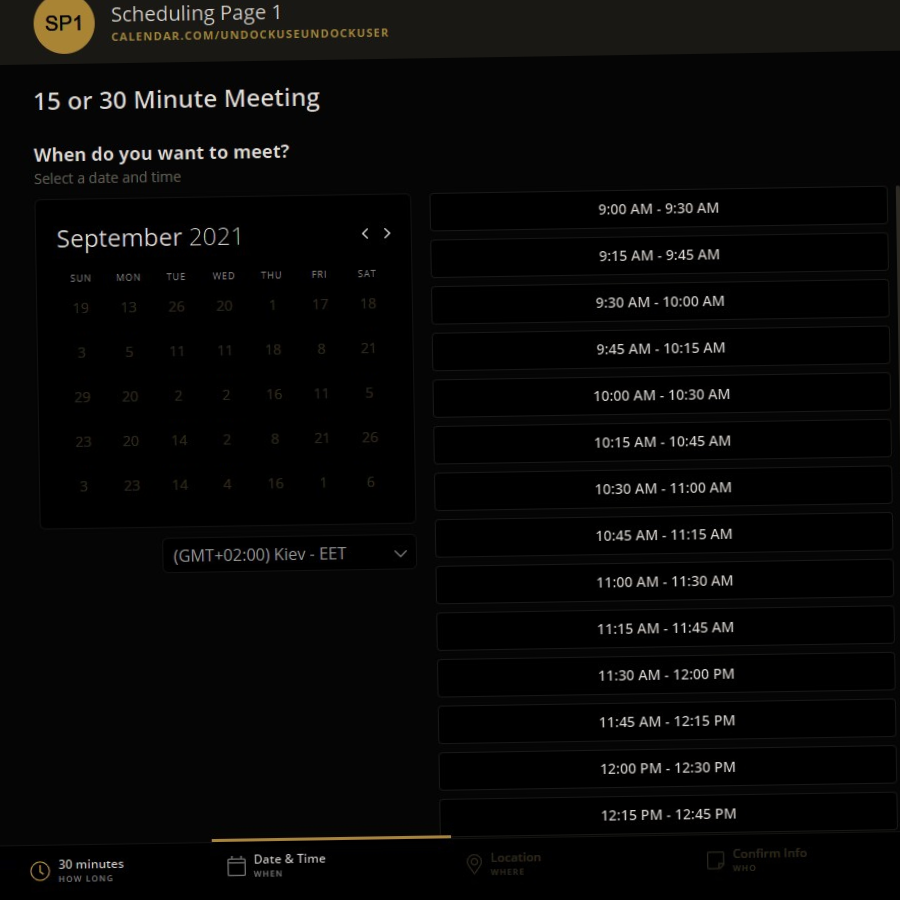 SP1
Scheduling Page 1
CALENDAR.COM/UNDOCKUSEUNDOCKUSER
15 or 30 Minute Meeting
When do you want to meet?
Select a date and time
September 2021
SUN MON TUE WED THU FRI SAT
19 13 26 20 1 17 18
3 5 11 11 18 8 21
29 20 2 2 16 11 5
23 20 14 2 8 21 26
3 23 14 4 16 1 6
(GMT+02:00) Kiev - EET
9:00 AM - 9:30 AM
9:15 AM - 9:45 AM
9:30 AM - 10:00 AM
9:45 AM - 10:15 AM
10:00 AM - 10:30 AM
10:15 AM - 10:45 AM
10:30 AM - 11:00 AM
10:45 AM - 11:15 AM
11:00 AM - 11:30 AM
11:15 AM - 11:45 AM
11:30 AM - 12:00 PM
11:45 AM - 12:15 PM
12:00 PM - 12:30 PM
12:15 PM - 12:45 PM
30 minutes
HOW LONG
Date & Time
WHEN
Location
WHERE
Confirm Info
WHO